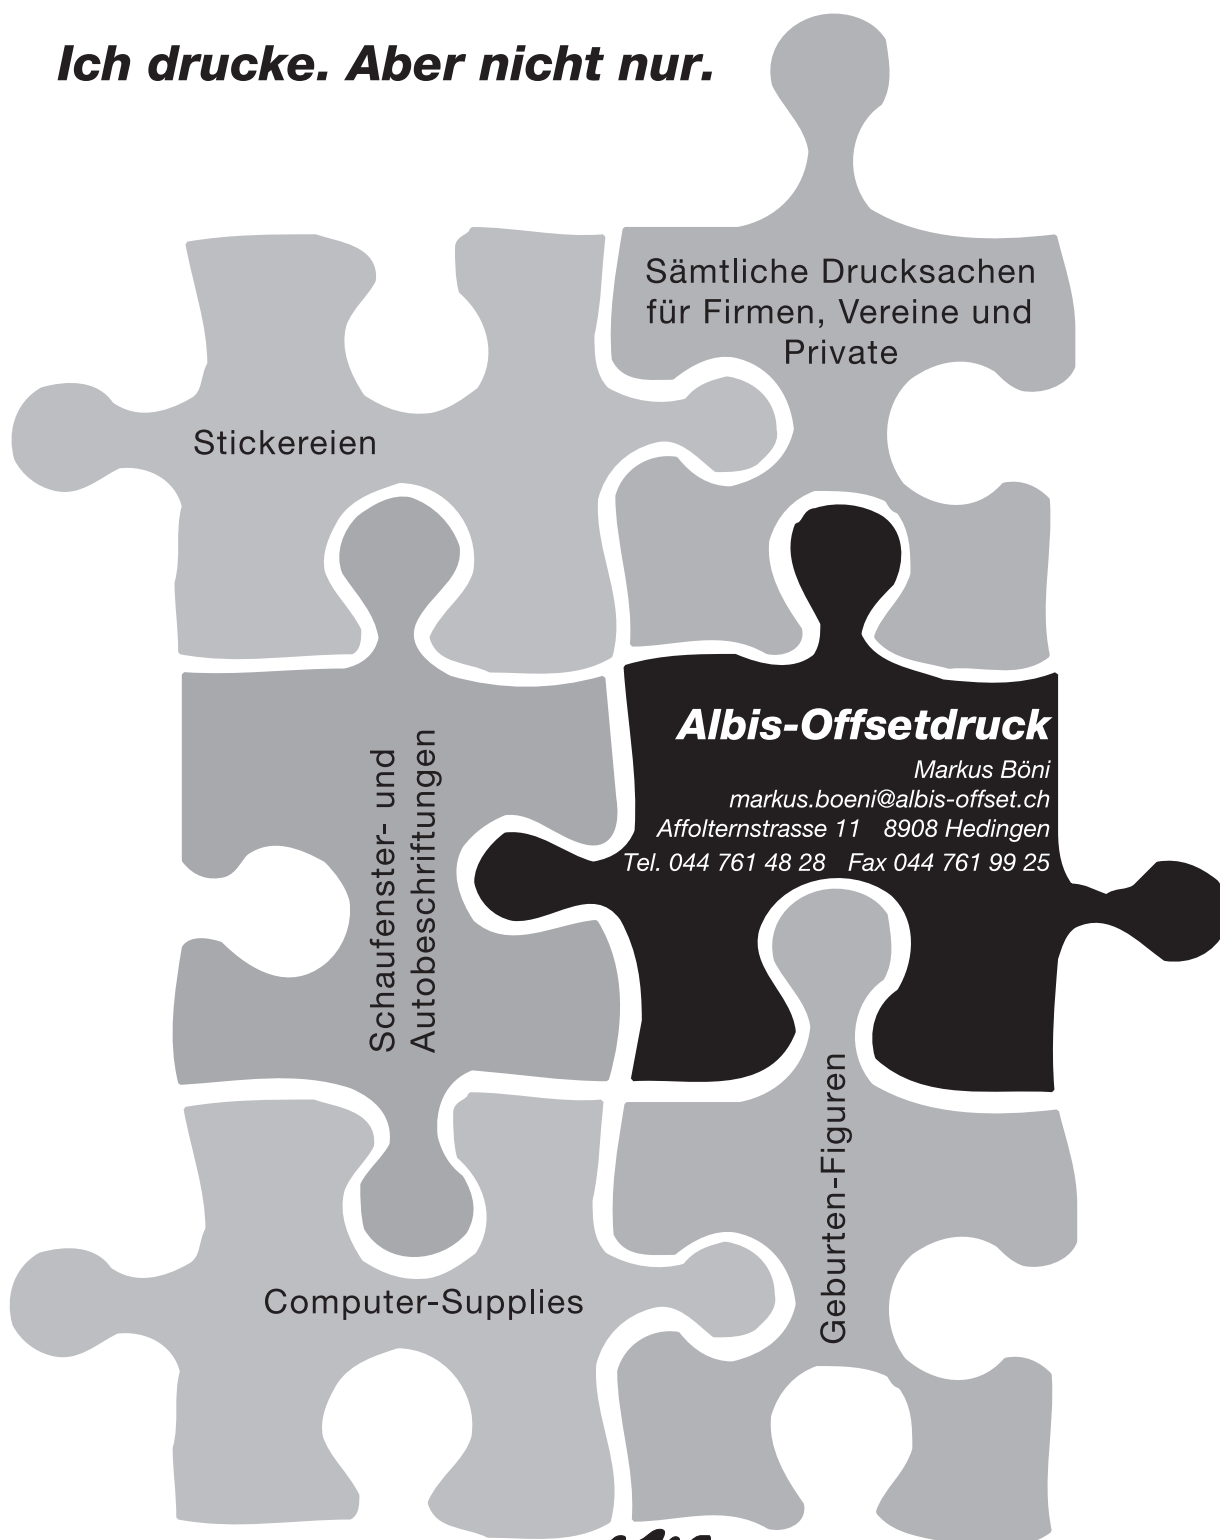 Ich drucke. Aber nicht nur.
Sämtliche Drucksachen
für Firmen, Vereine und
Private
Stickereien
Schaufenster- und
Autobeschriftungen
Albis-Offsetdruck
Markus Böni
markus.boeni@albis-offset.ch
Affolternstrasse 11 8908 Hedingen
Tel. 044 761 48 28 Fax 044 761 99 25
Geburten-Figuren
Computer-Supplies